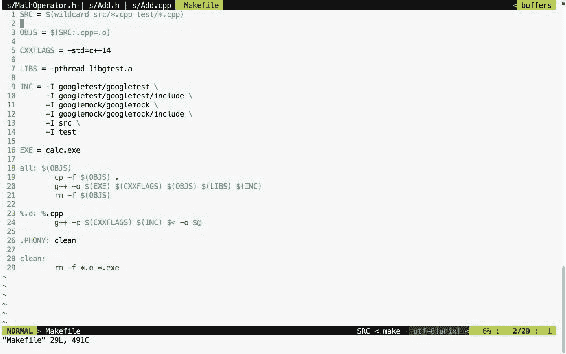 s/MathOperator.h | s/Add.h | s/Add.cpp Makefile < buffers
1 SRC = $(wildcard src/*.cpp test/*.cpp)
2
3 OBJS = $(SRC:.cpp=.o)
4
5 CXXFLAGS = -std=c++14
6
7 LIBS = -pthread libgtest.a
8
9 INC = -I googletest/googletest \
10 -I googletest/googletest/include \
11 -I googlemock/googlemock \
12 -I googlemock/googlemock/include \
13 -I src \
14 -I test
15
16 EXE = calc.exe
17
18 all: $(OBJS)
19 cp -f $(OBJS) .
20 g++ -o $(EXE) $(CXXFLAGS) $(OBJS) $(LIBS) $(INC)
21 rm -f $(OBJS)
22
23 %.o: %.cpp
24 g++ -c $(CXXFLAGS) $(INC) $< -o $@
25
26 .PHONY: clean
27
28 clean:
29 rm -f *.o *.exe
~
~
~
~
~
NORMAL > Makefile SRC < make utf-8[unix] < 6% : 2/29 : 1
"Makefile" 29L, 491C